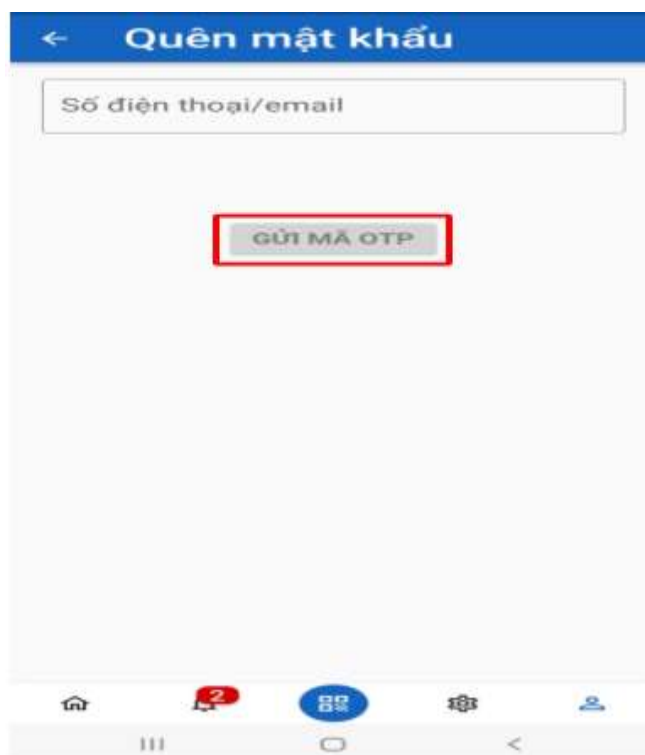 Quên mật khẩu
Số điện thoại/email
GỬI MÃ OTP
2